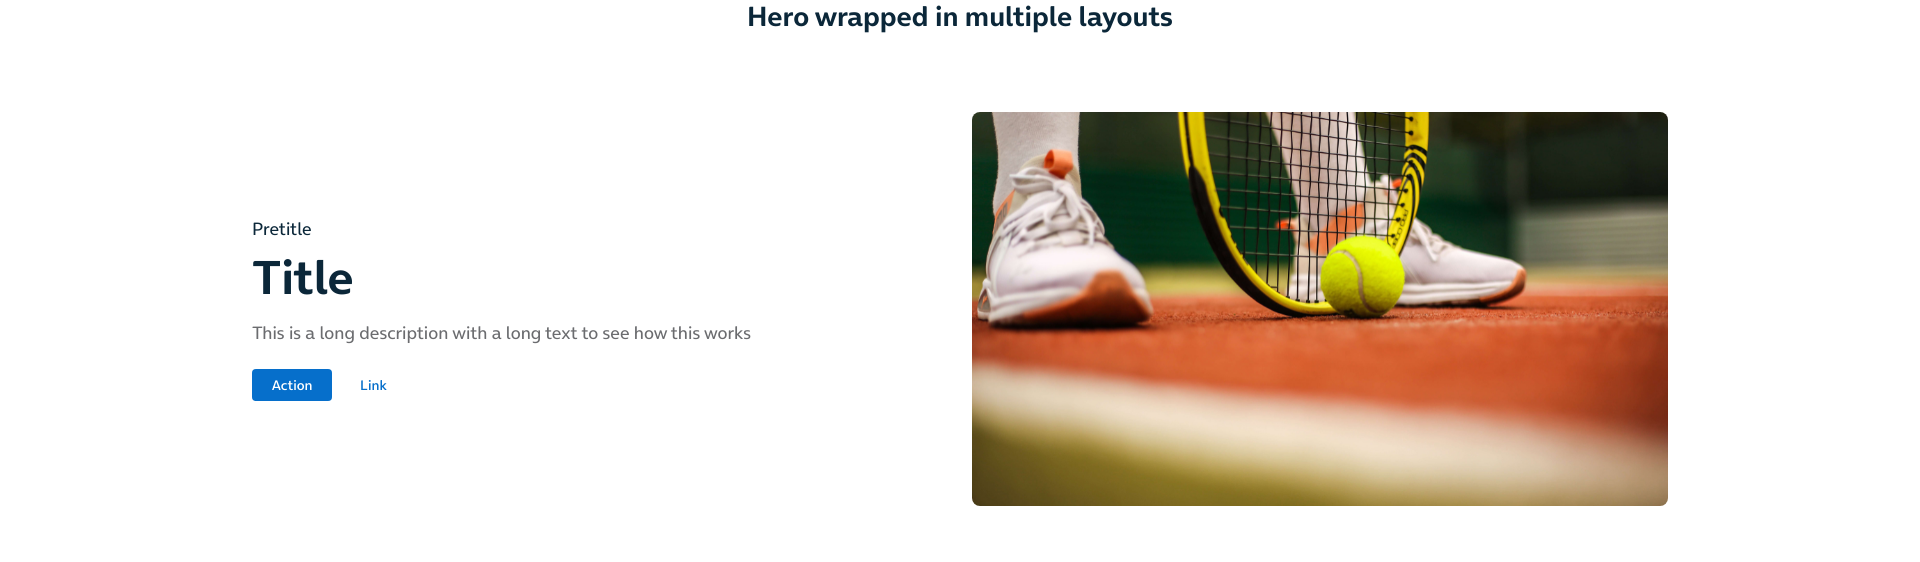 Hero wrapped in multiple layouts
Pretitle
Title
This is a long description with a long text to see how this works
Action
Link